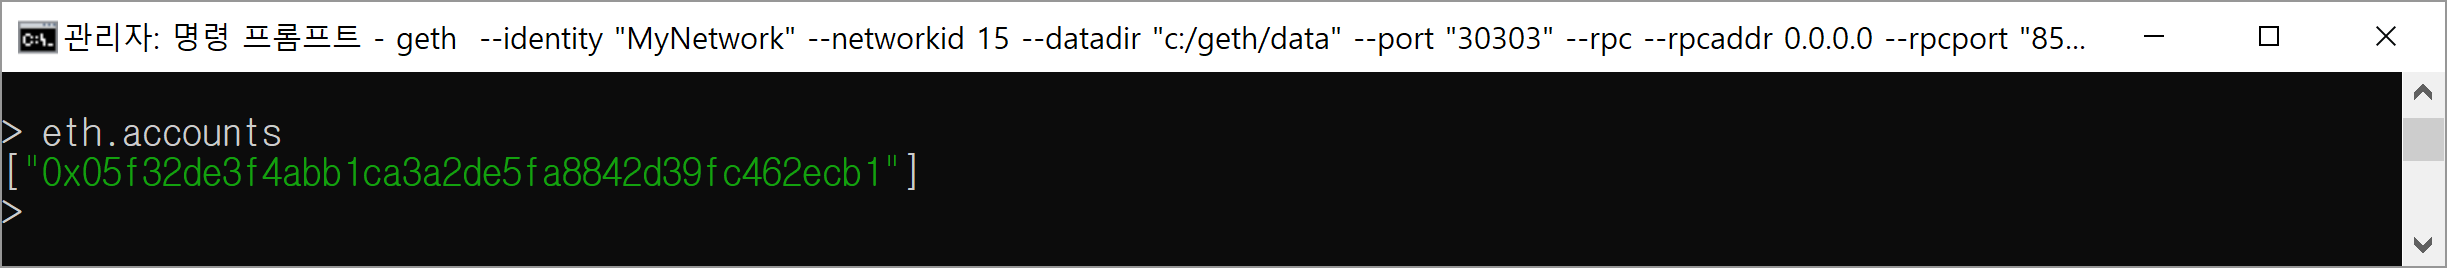 관리자: 명령 프롬프트 - geth  --identity "MyNetwork" --networkid 15 --datadir "c:/geth/data" --port "30303" --rpc --rpcaddr 0.0.0.0 --rpcport "85...
> eth.accounts
["0x05f32de3f4abb1ca3a2de5fa8842d39fc462ecb1"]
>